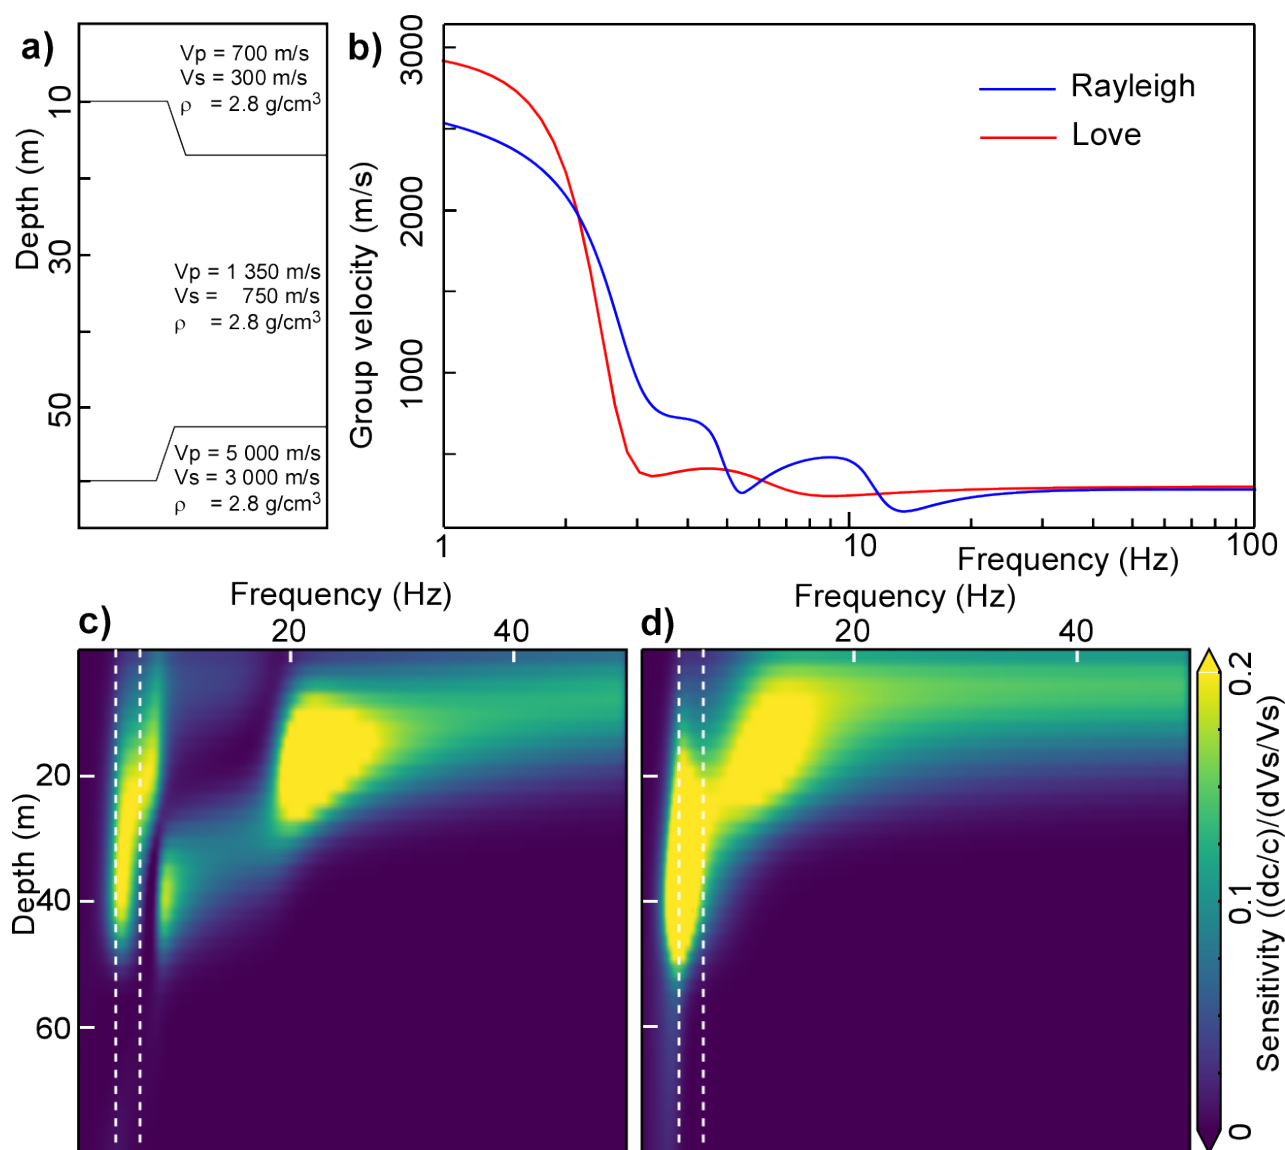 a)
Vp = 700 m/s
Vs = 300 m/s
ρ = 2.8 g/cm³
10
30
50
Depth (m)
Vp = 1 350 m/s
Vs = 750 m/s
ρ = 2.8 g/cm³
Vp = 5 000 m/s
Vs = 3 000 m/s
ρ = 2.8 g/cm³
b)
3000
2000
1000
Group velocity (m/s)
Rayleigh
Love
1
10
100
Frequency (Hz)
c)
Frequency (Hz)
20
40
20
40
60
Depth (m)
d)
Frequency (Hz)
20
40
0.2
0.1
0
Sensitivity ((dc/c)/(dVs/Vs)